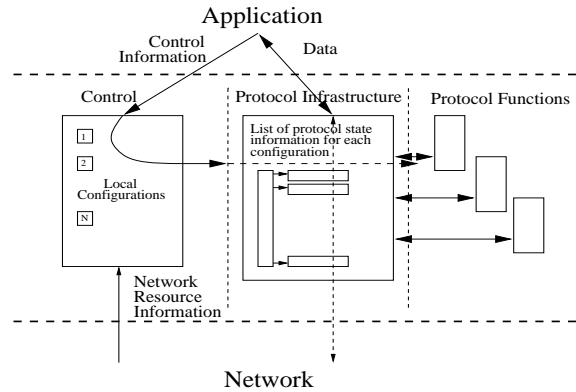 Application
Control
Information
Data
Control
Protocol Infrastructure
Protocol Functions
List of protocol state
information for each
configuration
1
2
Local
Configurations
N
Network
Resource
Information
Network